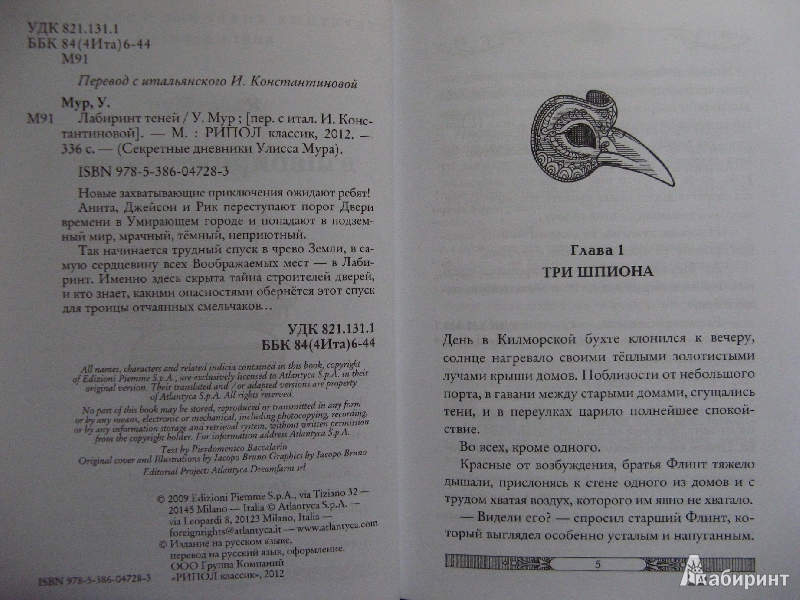 УДК 821.131.1
ББК 84(4Ита)6-44
М91
Перевод с итальянского И. Константиновой
Мур, У.
М91 Лабиринт теней / У. Мур ; [пер. с итал. И. Конс-
тантиновой]. — М. : РИПОЛ классик, 2012. —
336 с. — (Секретные дневники Улисса Мура).
ISBN 978-5-386-04728-3
Новые захватывающие приключения ожидают ребят!
Анита, Джейсон и Рик переступают порог Двери
времени в Умирающем городе и попадают в подзем-
ный мир, мрачный, тёмный, неприютный.
Так начинается трудный спуск в чрево Земли, в са-
мую сердцевину всех Воображаемых мест — в Лаби-
ринт. Именно здесь скрыта тайна строителей дверей,
и кто знает, какими опасностями обернётся этот спуск
для троицы отчаянных смельчаков...
УДК 821.131.1
ББК 84(4Ита)6-44
All names, characters and related indicia contained in this book, copyright
of Edizioni Piemme S.p.A., are exclusively licensed to Atlantyca S.p.A. in their
original version. Their translated and / or adapted versions are property
of Atlantyca S.p.A. All rights reserved.
No part of this book may be stored, reproduced or transmitted in any form
or by any means, electronic or mechanical, including photocopying, recording,
or by any information storage and retrieval system, without written permission
from the copyright holder. For information address Atlantyca S.p.A.
Text by Pierdomenico Baccalario
Original cover and Illustrations by Iacopo Bruno Graphics by Iacopo Bruno
Editorial Project: Atlantyca Dreamfarm srl
© 2009 Edizioni Piemme S.p.A., via Tiziano 32 —
20145 Milano — Italia © Atlantyca S.p.A. —
via Leopardi 8, 20123 Milano, Italia —
foreignrights@atlantyca.it — www.atlantyca.com
© Издание на русском языке,
перевод на русский язык, оформление.
ООО Группа Компаний
«РИПОЛ классик», 2012
ISBN 978-5-386-04728-3
Глава 1
ТРИ ШПИОНА
День в Килморской бухте клонился к вечеру,
солнце нагревало своими тёплыми золотистыми
лучами крыши домов. Поблизости от небольшого
порта, в гавани между старыми домами, сгущались
тени, и в переулках царило полнейшее спокой-
ствие.
Во всех, кроме одного.
Красные от возбуждения, братья Флинт тяжело
дышали, прислонясь к стене одного из домов и с
трудом хватая воздух, которого им явно не хватало.
— Видели его? — спросил старший Флинт, ко-
торый выглядел особенно усталым и напуганным.
5
Лабиринт.ру